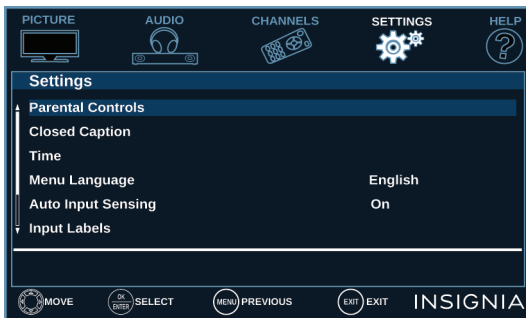 PICTURE AUDIO CHANNELS SETTINGS HELP
Settings
Parental Controls
Closed Caption
Time
Menu Language English
Auto Input Sensing On
Input Labels
MOVE OK ENTER SELECT MENU PREVIOUS EXIT EXIT INSIGNIA